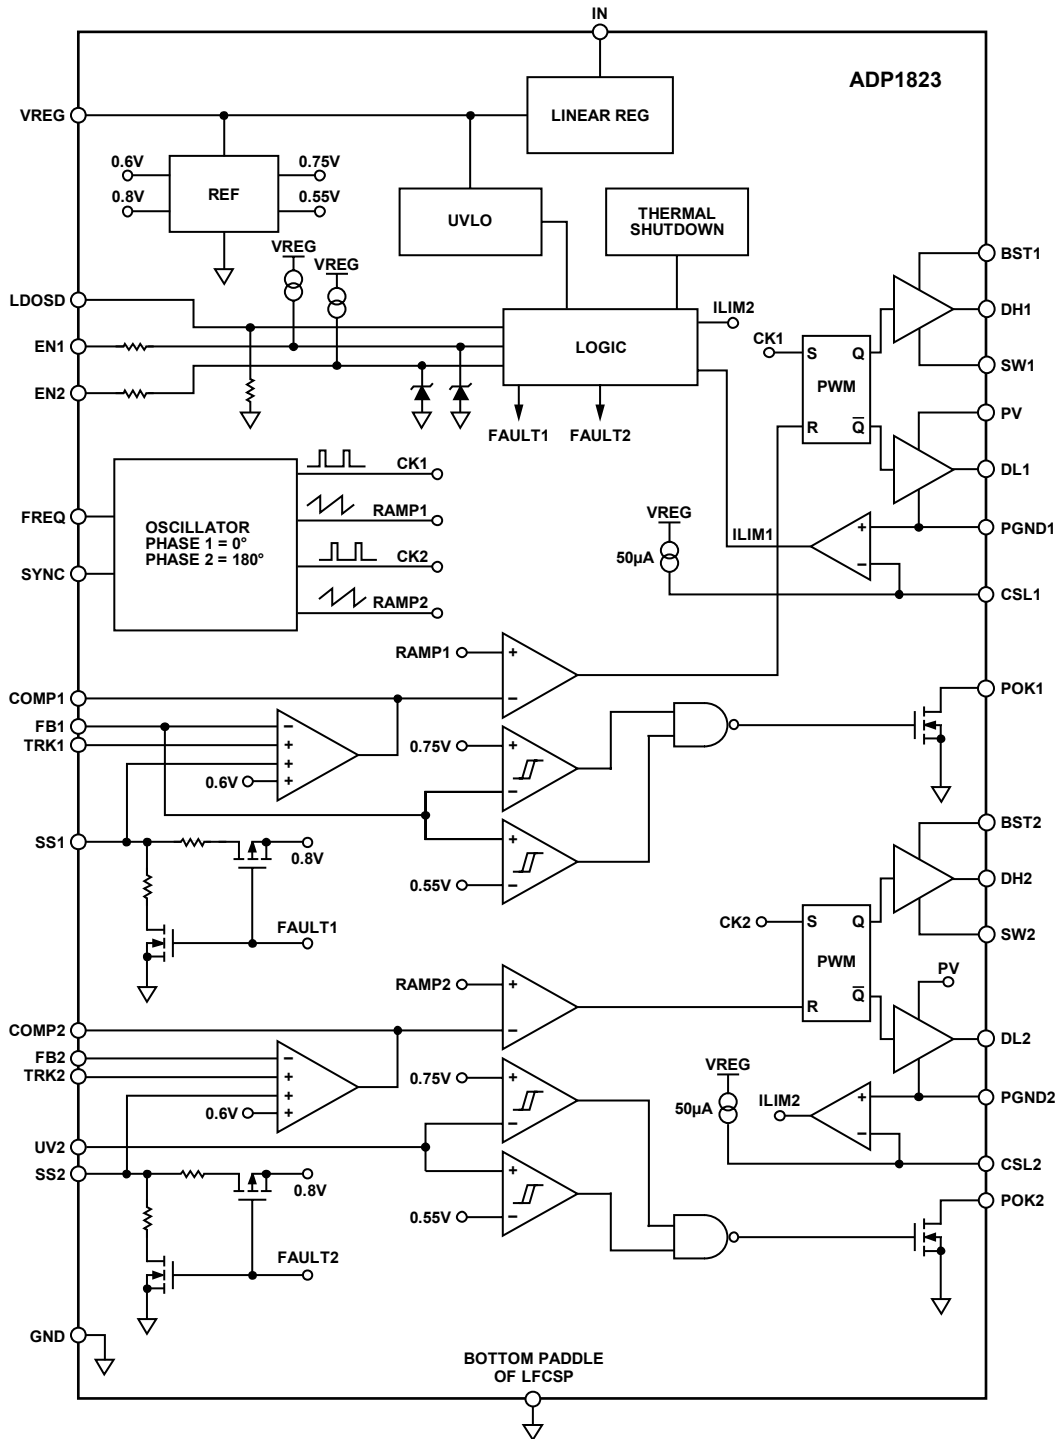 IN
ADP1823
VREG
LINEAR REG
0.6V
0.75V
REF
0.8V
0.55V
UVLO
THERMAL
SHUTDOWN
VREG
VREG
BST1
LDOSD
ILIM2
DH1
EN1
LOGIC
CK1
S
Q
PWM
SW1
EN2
R
Q̅
PV
FAULT1
FAULT2
DL1
CK1
FREQ
OSCILLATOR
PHASE 1 = 0°
PHASE 2 = 180°
RAMP1
VREG
50µA
ILIM1
+
−
PGND1
CK2
SYNC
CSL1
RAMP2
RAMP1
+
−
COMP1
POK1
FB1
−
TRK1
+
+
0.6V
+
0.75V
+
−
SS1
0.8V
+
0.55V
−
BST2
DH2
FAULT1
CK2
S
Q
PWM
SW2
R
Q̅
PV
RAMP2
+
−
COMP2
DL2
FB2
−
TRK2
+
+
0.6V
+
0.75V
+
−
VREG
50µA
ILIM2
+
−
PGND2
UV2
SS2
0.8V
+
0.55V
−
CSL2
POK2
FAULT2
GND
BOTTOM PADDLE
OF LFCSP